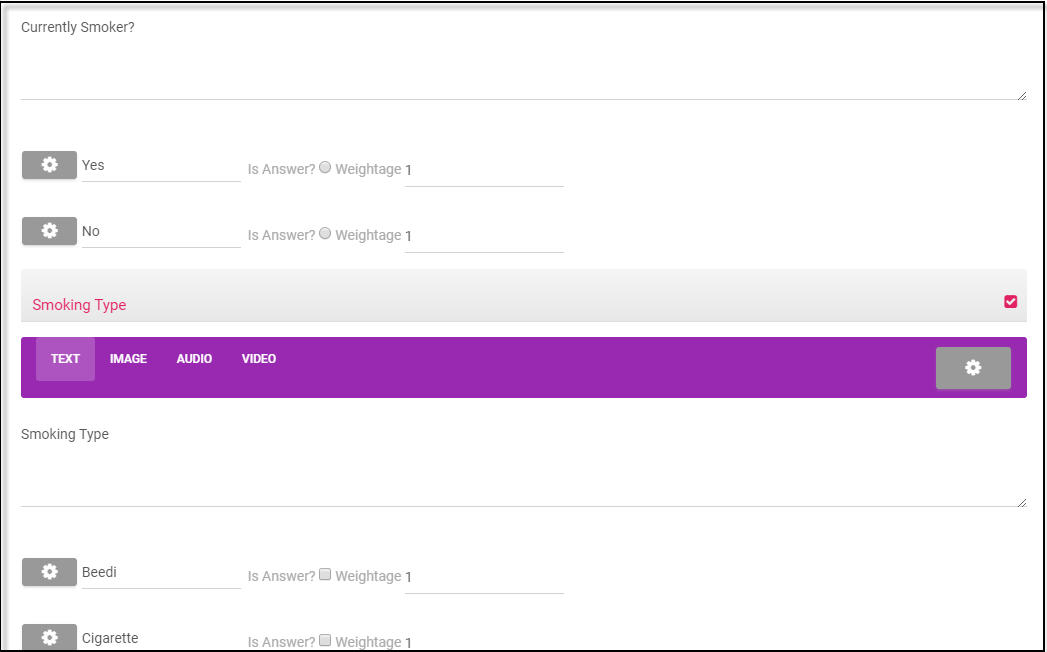 Currently Smoker?
Yes Is Answer? Weightage 1
No Is Answer? Weightage 1
Smoking Type
TEXT IMAGE AUDIO VIDEO
Smoking Type
Beedi Is Answer? Weightage 1
Cigarette Is Answer? Weightage 1